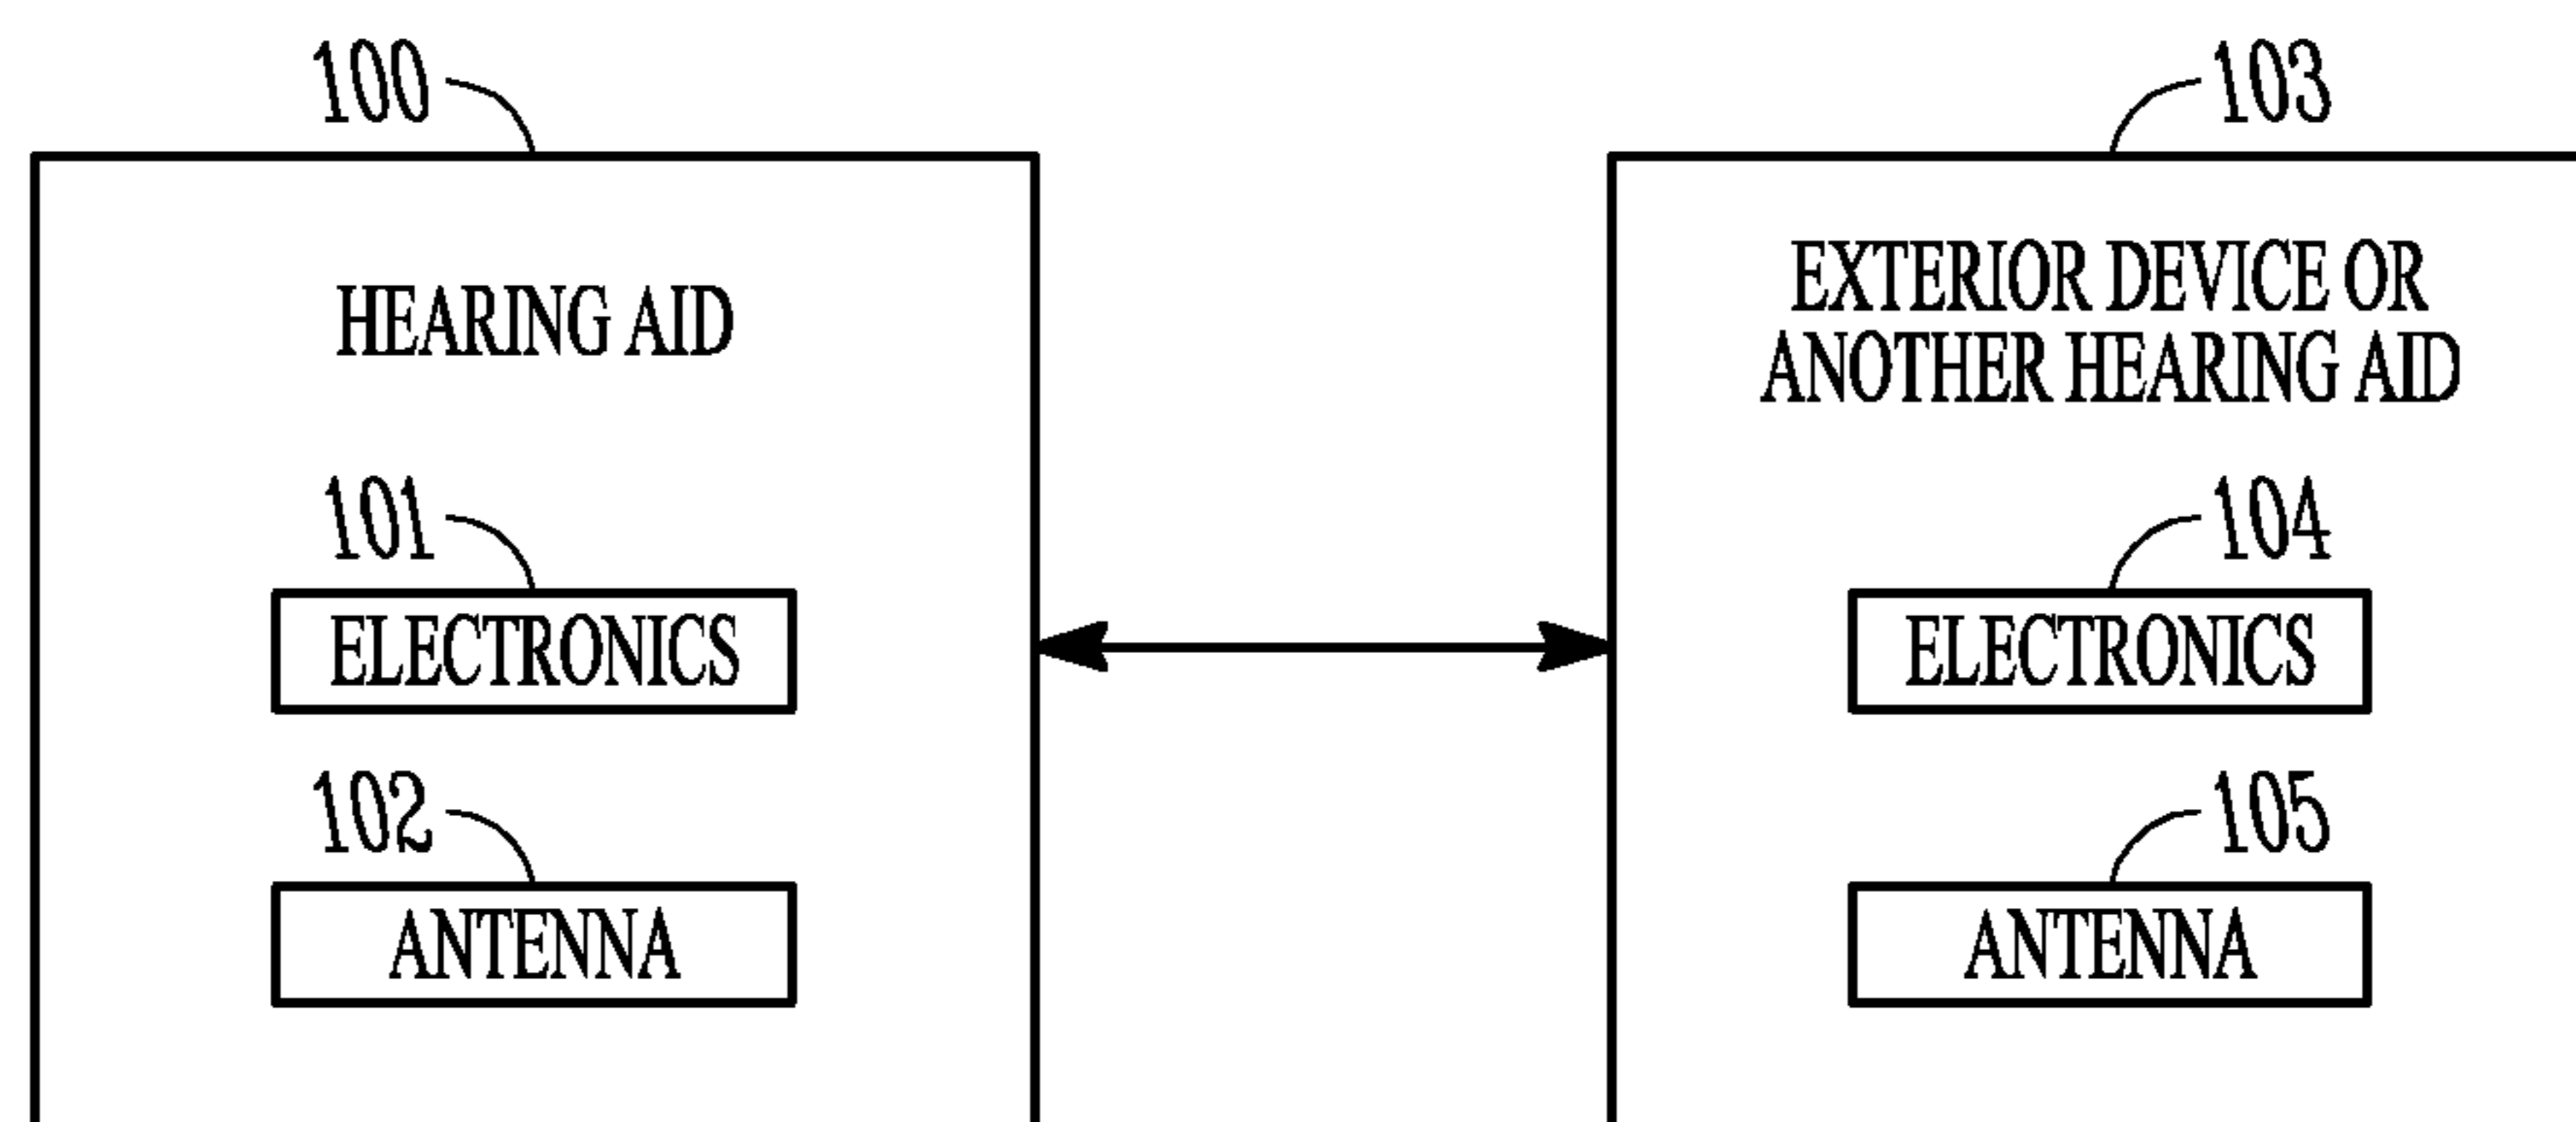 100
HEARING AID
101
ELECTRONICS
102
ANTENNA
103
EXTERIOR DEVICE OR
ANOTHER HEARING AID
104
ELECTRONICS
105
ANTENNA